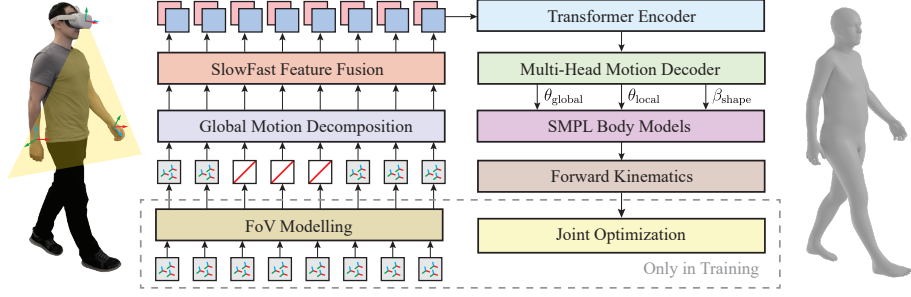 SlowFast Feature Fusion
Global Motion Decomposition
FoV Modelling
Transformer Encoder
Multi-Head Motion Decoder
θglobal θlocal βshape
SMPL Body Models
Forward Kinematics
Joint Optimization
Only in Training